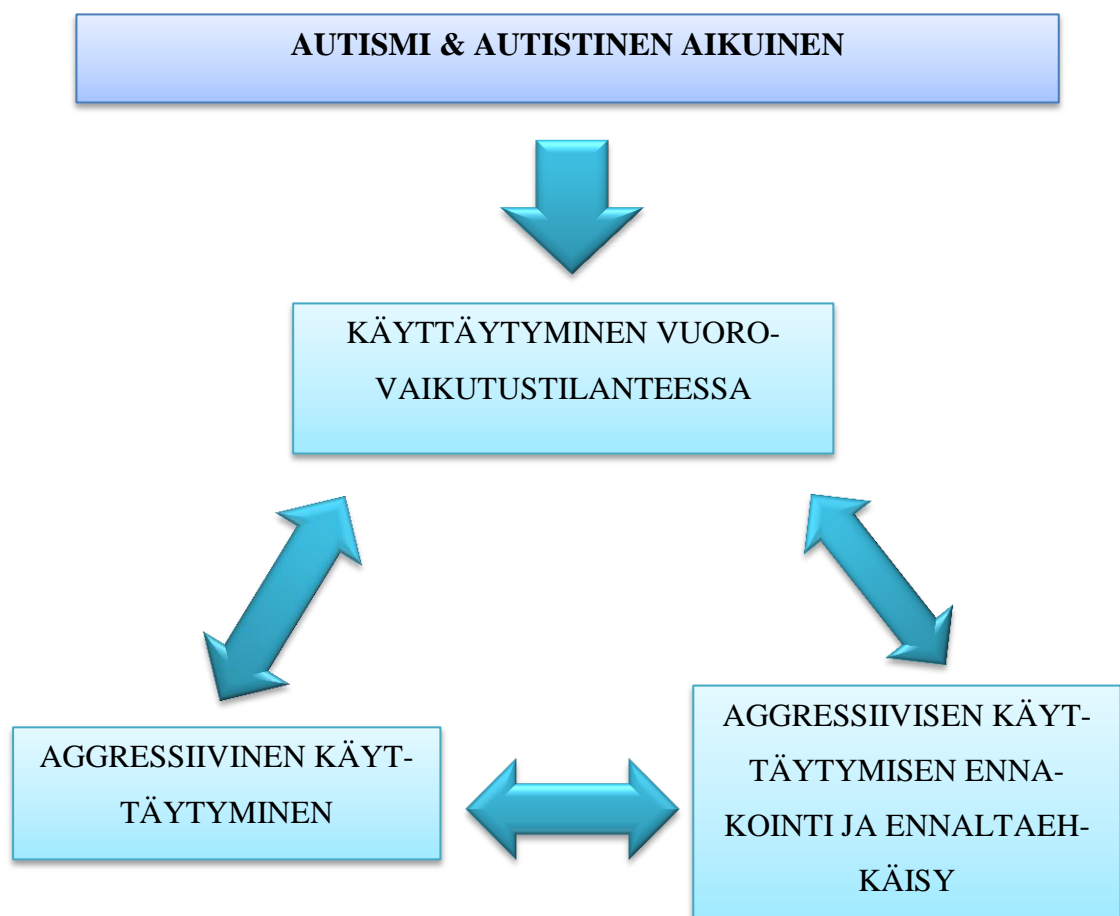 AUTISMI & AUTISTINEN AIKUINEN
KÄYTTÄYTYMINEN VUORO-
VAIKUTUSTILANTEESSA
AGGRESSIIVINEN KÄYT-
TÄYTYMINEN
AGGRESSIIVISEN KÄYT-
TÄYTYMISEN ENNA-
KOINTI JA ENNALTAEH-
KÄISY